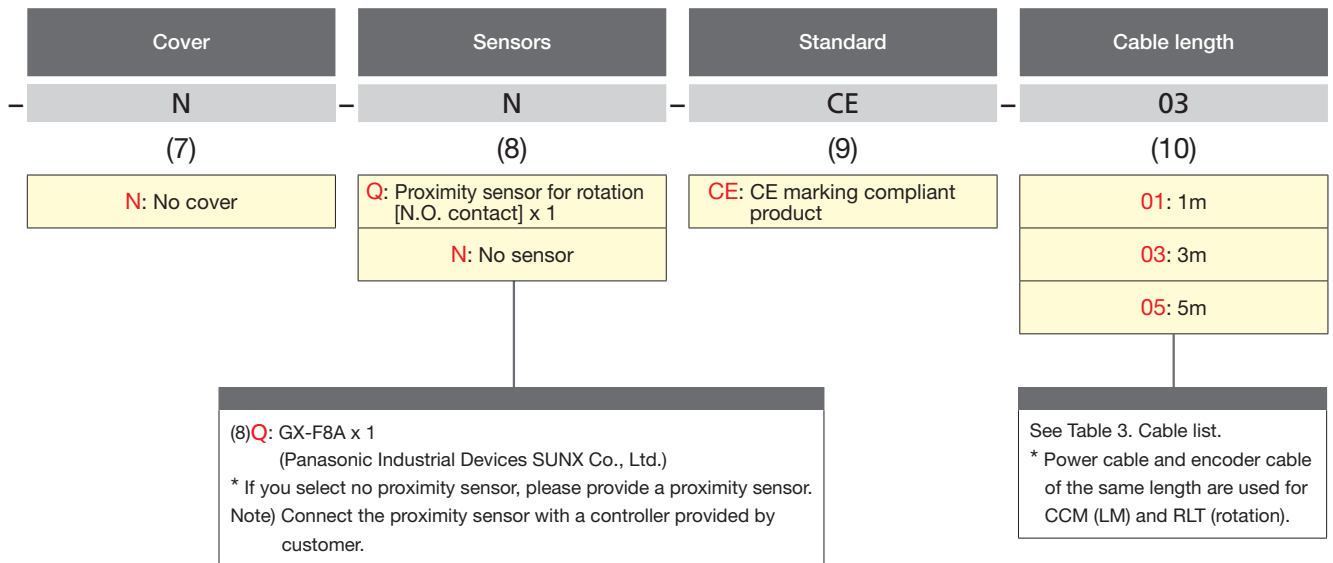 Cover
Sensors
Standard
Cable length
– N – N – CE – 03
(7)
(8)
(9)
(10)
N: No cover
Q: Proximity sensor for rotation
[N.O. contact] x 1
N: No sensor
CE: CE marking compliant
product
01: 1m
03: 3m
05: 5m
(8)Q: GX-F8A x 1
(Panasonic Industrial Devices SUNX Co., Ltd.)
* If you select no proximity sensor, please provide a proximity sensor.
Note) Connect the proximity sensor with a controller provided by
customer.
See Table 3. Cable list.
* Power cable and encoder cable
of the same length are used for
CCM (LM) and RLT (rotation).